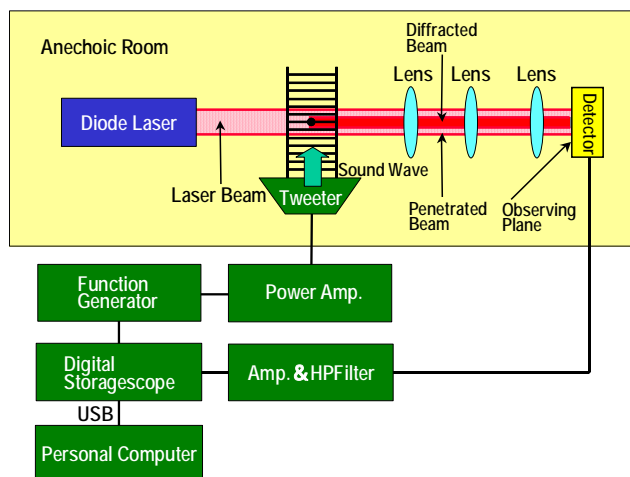 Anechoic Room
Diffracted
Beam
Lens
Lens
Lens
Diode Laser
Detector
Sound Wave
Laser Beam
Tweeter
Penetrated
Beam
Observing
Plane
Function
Generator
Power Amp.
Digital
Storagescope
Amp.&HPFilter
USB
Personal Computer